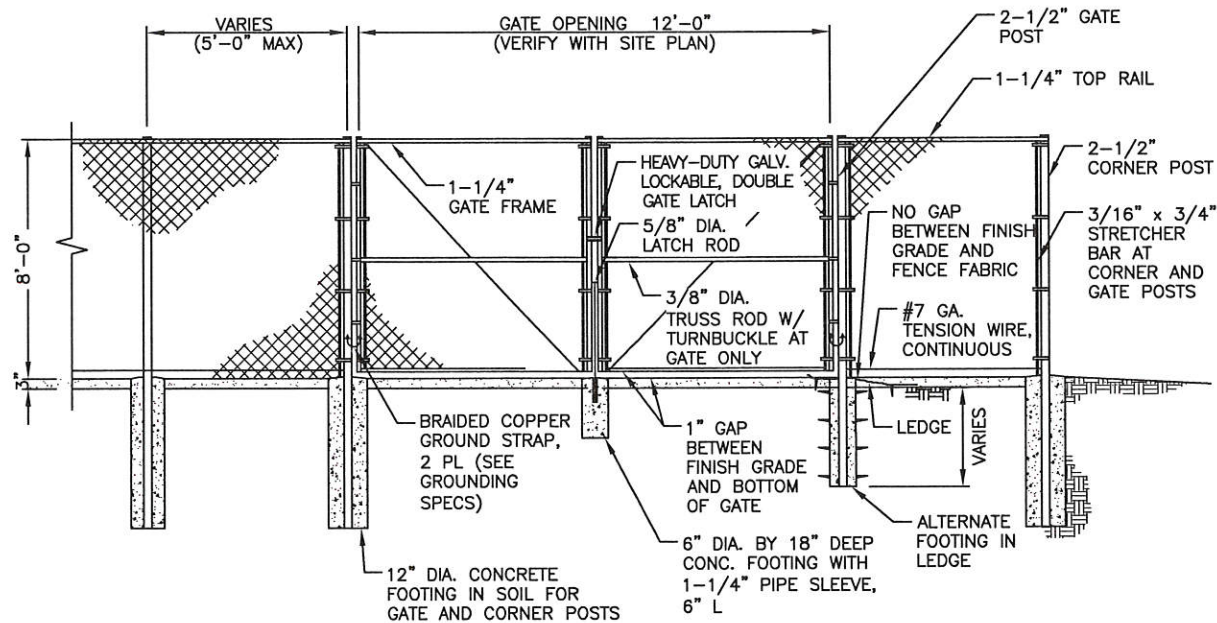 VARIES
(5'-0" MAX)
GATE OPENING 12'-0"
(VERIFY WITH SITE PLAN)
2-1/2" GATE
POST
1-1/4" TOP RAIL
2-1/2"
CORNER POST
3/16" x 3/4"
STRETCHER
BAR AT
CORNER AND
GATE POSTS
HEAVY-DUTY GALV.
LOCKABLE, DOUBLE
GATE LATCH
5/8" DIA.
LATCH ROD
1-1/4"
GATE FRAME
NO GAP
BETWEEN FINISH
GRADE AND
FENCE FABRIC
8'-0"
3"
3/8" DIA.
TRUSS ROD W/
TURNBUCKLE AT
GATE ONLY
#7 GA.
TENSION WIRE,
CONTINUOUS
BRAIDED COPPER
GROUND STRAP,
2 PL (SEE
GROUNDING
SPECS)
1" GAP
BETWEEN
FINISH GRADE
AND BOTTOM
OF GATE
LEDGE
VARIES
ALTERNATE
FOOTING IN
LEDGE
12" DIA. CONCRETE
FOOTING IN SOIL FOR
GATE AND CORNER POSTS
6" DIA. BY 18" DEEP
CONC. FOOTING WITH
1-1/4" PIPE SLEEVE,
6" L